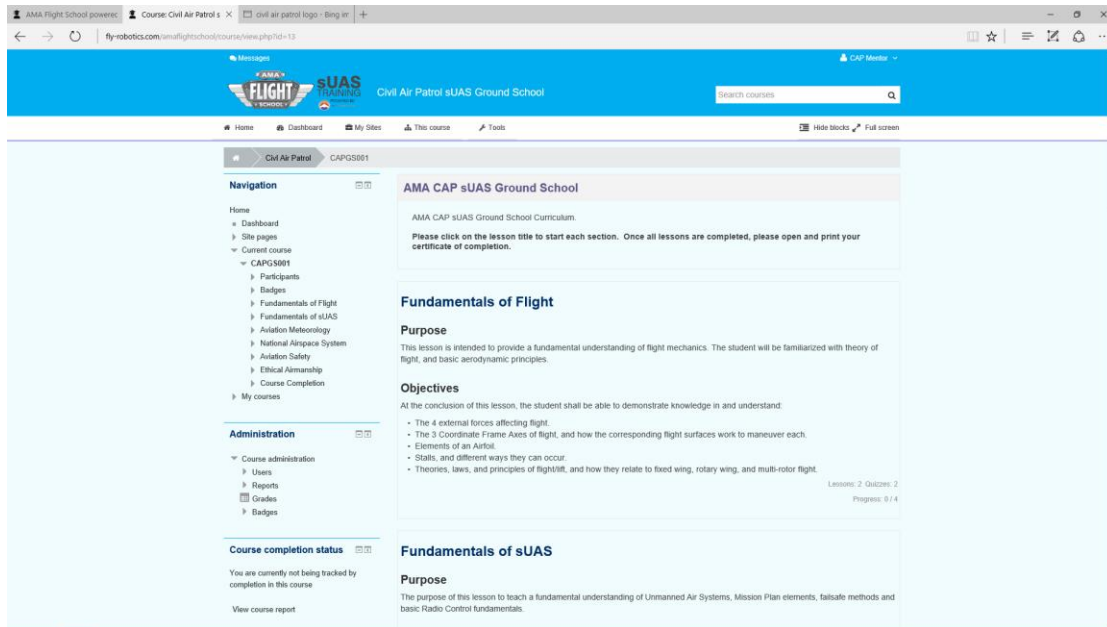 AMA Flight School powerec
Course: Civil Air Patrol s
civil air patrol logo - Bing im
fly-robotics.com/amaflightschool/course/view.php?id=13
Messages
CAP Mentor
AMA
FLIGHT
SCHOOL
sUAS
TRAINING
Civil Air Patrol sUAS Ground School
Search courses
Home Dashboard My Sites This course Tools
Hide blocks Full screen
Civil Air Patrol CAPGS001
Navigation
Home
Dashboard
Site pages
Current course
CAPGS001
Participants
Badges
Fundamentals of Flight
Fundamentals of sUAS
Aviation Meteorology
National Airspace System
Aviation Safety
Ethical Airmanship
Course Completion
My courses
Administration
Course administration
Users
Reports
Grades
Badges
Course completion status
You are currently not being tracked by
completion in this course
View course report
AMA CAP sUAS Ground School
AMA CAP sUAS Ground School Curriculum.
Please click on the lesson title to start each section. Once all lessons are completed, please open and print your
certificate of completion.
Fundamentals of Flight
Purpose
This lesson is intended to provide a fundamental understanding of flight mechanics. The student will be familiarized with theory of
flight, and basic aerodynamic principles.
Objectives
At the conclusion of this lesson, the student shall be able to demonstrate knowledge in and understand:
• The 4 external forces affecting flight.
• The 3 Coordinate Frame Axes of flight, and how the corresponding flight surfaces work to maneuver each.
• Elements of an Airfoil.
• Stalls, and different ways they can occur.
• Theories, laws, and principles of flight/lift, and how they relate to fixed wing, rotary wing, and multi-rotor flight.
Lessons: 2 Quizzes: 2
Progress: 0 / 4
Fundamentals of sUAS
Purpose
The purpose of this lesson to teach a fundamental understanding of Unmanned Air Systems, Mission Plan elements, failsafe methods and
basic Radio Control fundamentals.